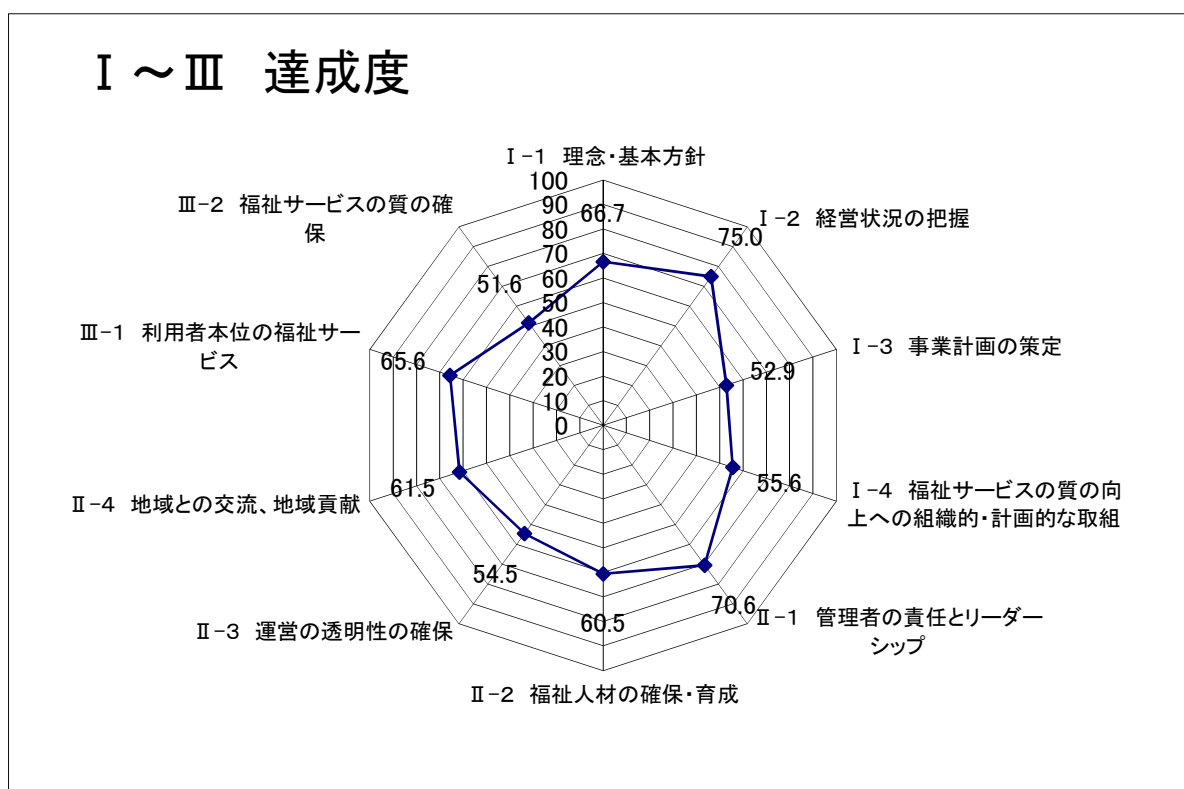 Ⅰ～Ⅲ 達成度
Ⅰ-1 理念・基本方針
Ⅰ-2 経営状況の把握
Ⅰ-3 事業計画の策定
Ⅰ-4 福祉サービスの質の向
上への組織的・計画的な取組
Ⅱ-1 管理者の責任とリーダー
シップ
Ⅱ-2 福祉人材の確保・育成
Ⅱ-3 運営の透明性の確保
Ⅱ-4 地域との交流、地域貢献
Ⅲ-1 利用者本位の福祉サー
ビス
Ⅲ-2 福祉サービスの質の確
保
100
90
80
70
60
50
40
30
20
10
0
66.7
75.0
52.9
55.6
70.6
60.5
54.5
61.5
65.6
51.6